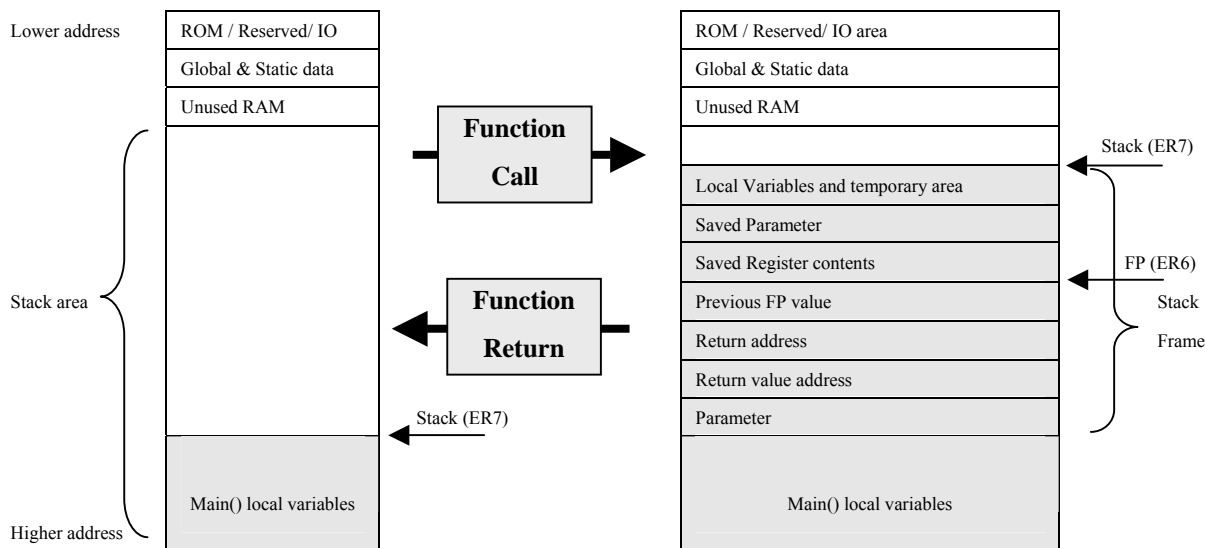 Lower address
ROM / Reserved/ IO
Global & Static data
Unused RAM
Stack area
Stack (ER7)
Main() local variables
Higher address
Function
Call
Function
Return
ROM / Reserved/ IO area
Global & Static data
Unused RAM
Stack (ER7)
Local Variables and temporary area
Saved Parameter
Saved Register contents
FP (ER6)
Previous FP value
Stack
Frame
Return address
Return value address
Parameter
Main() local variables